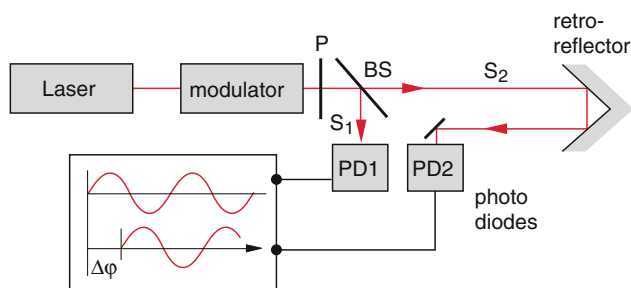 retro-
reflector
P
BS
S₂
Laser
modulator
S₁
PD1
PD2
photo
diodes
Δφ